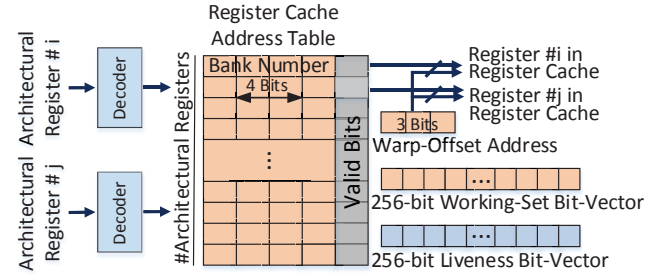 Register Cache
Address Table
Architectural
Register # i
Decoder
Bank Number
4 Bits
...
#Architectural Registers
Valid Bits
Register #i in
Register Cache
Register #j in
Register Cache
3 Bits
Warp-Offset Address
Architectural
Register # j
Decoder
...
256-bit Working-Set Bit-Vector
...
256-bit Liveness Bit-Vector